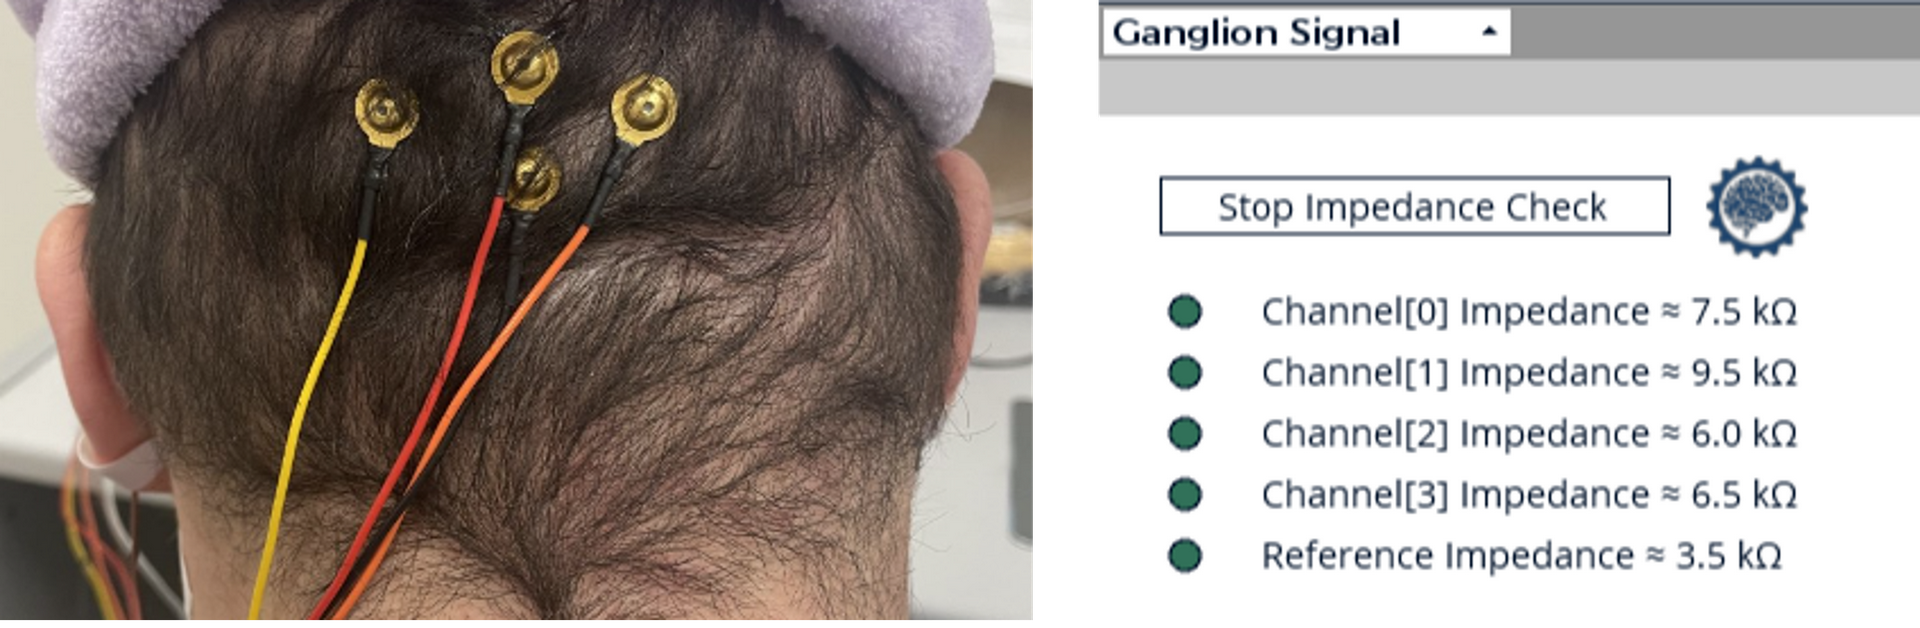 Ganglion Signal
Stop Impedance Check
Channel[0] Impedance ≈ 7.5 kΩ
Channel[1] Impedance ≈ 9.5 kΩ
Channel[2] Impedance ≈ 6.0 kΩ
Channel[3] Impedance ≈ 6.5 kΩ
Reference Impedance ≈ 3.5 kΩ